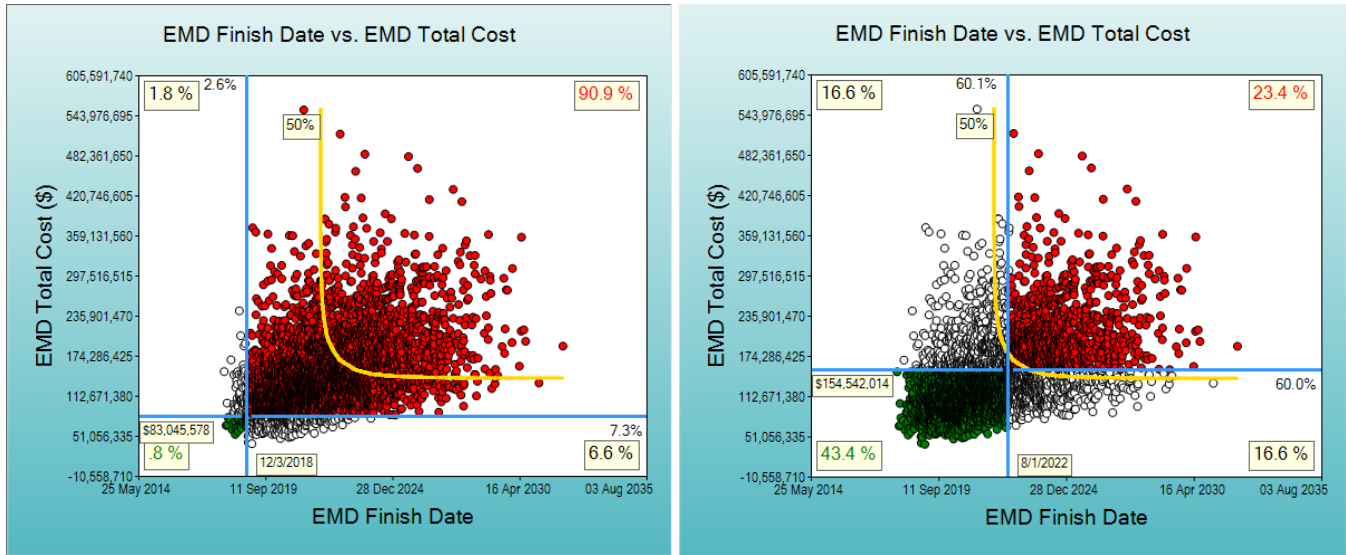 EMD Finish Date vs. EMD Total Cost
605,591,740
543,976,695
482,361,650
420,746,605
359,131,560
297,516,515
235,901,470
174,286,425
112,671,380
51,056,335
-10,558,710
EMD Total Cost ($)
1.8 %
2.6%
90.9 %
50%
$83,045,578
7.3%
.8 %
12/3/2018
6.6 %
25 May 2014
11 Sep 2019
28 Dec 2024
16 Apr 2030
03 Aug 2035
EMD Finish Date
EMD Finish Date vs. EMD Total Cost
605,591,740
543,976,695
482,361,650
420,746,605
359,131,560
297,516,515
235,901,470
174,286,425
112,671,380
51,056,335
-10,558,710
EMD Total Cost ($)
16.6 %
60.1%
23.4 %
50%
$154,542,014
60.0%
43.4 %
8/1/2022
16.6 %
25 May 2014
11 Sep 2019
28 Dec 2024
16 Apr 2030
03 Aug 2035
EMD Finish Date